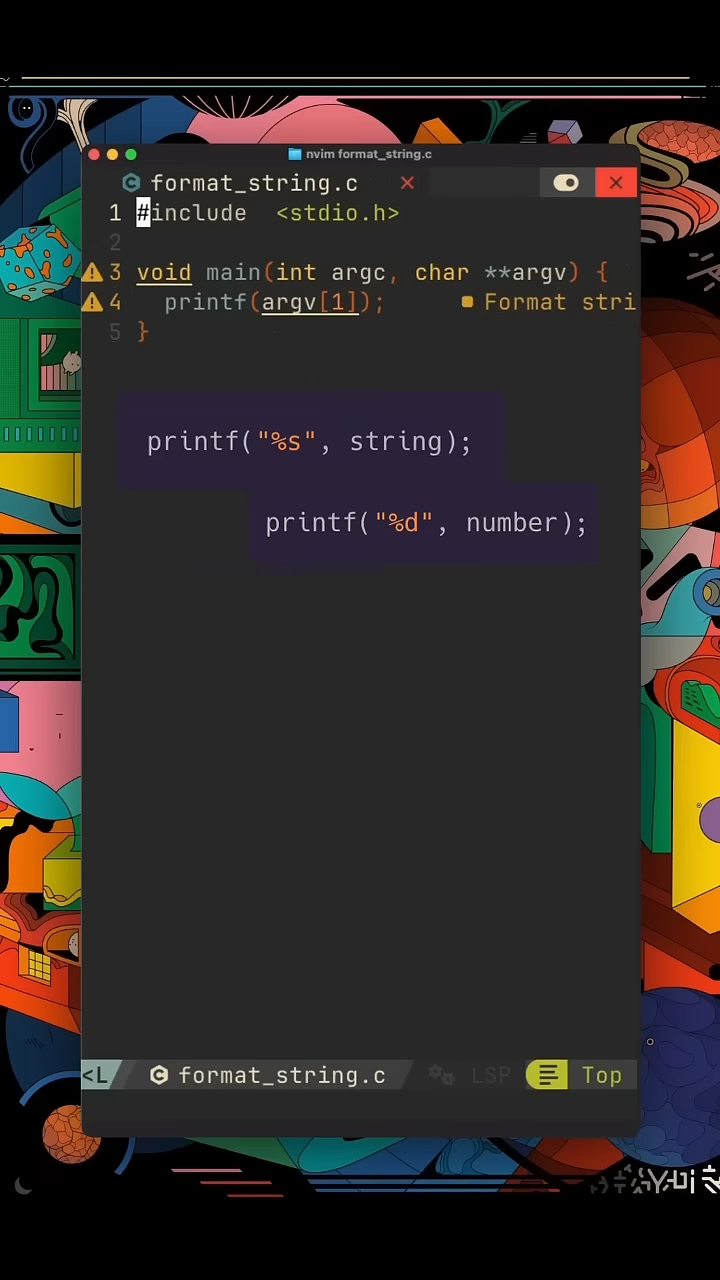 nvim format_string.c
format_string.c
1 #include <stdio.h>
2
3 void main(int argc, char **argv) {
4 printf(argv[1]); Format stri
5 }
printf("%s", string);
printf("%d", number);
<L format_string.c LSP Top